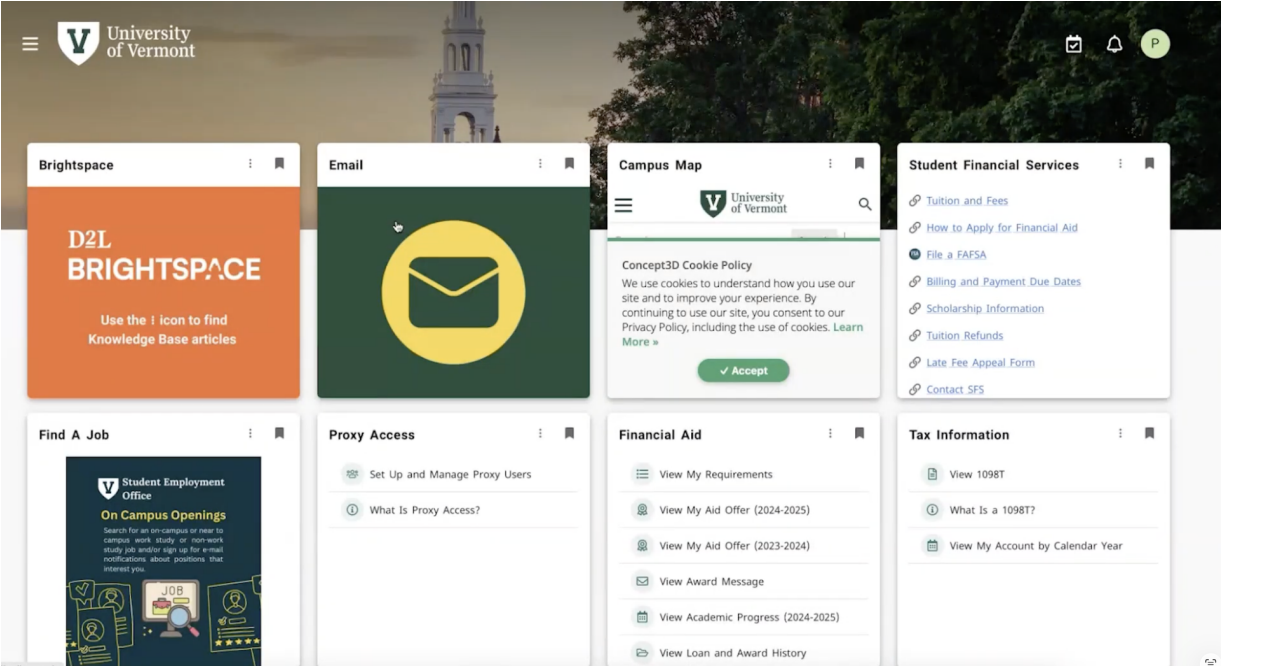 V University
of Vermont
P
Brightspace
D2L
BRIGHTSPACE
Use the ⁝ icon to find
Knowledge Base articles
Email
Campus Map
V University
of Vermont
Concept3D Cookie Policy
We use cookies to understand how you use our
site and to improve your experience. By
continuing to use our site, you consent to our
Privacy Policy, including the use of cookies. Learn
More »
✓ Accept
Student Financial Services
Tuition and Fees
How to Apply for Financial Aid
File a FAFSA
Billing and Payment Due Dates
Scholarship Information
Tuition Refunds
Late Fee Appeal Form
Contact SFS
Find A Job
V Student Employment
Office
On Campus Openings
Search for an on-campus or near to
campus work study or non-work
study job and/or sign up for e-mail
notifications about positions that
interest you.
JOB
Proxy Access
Set Up and Manage Proxy Users
What Is Proxy Access?
Financial Aid
View My Requirements
View My Aid Offer (2024-2025)
View My Aid Offer (2023-2024)
View Award Message
View Academic Progress (2024-2025)
View Loan and Award History
Tax Information
View 1098T
What Is a 1098T?
View My Account by Calendar Year